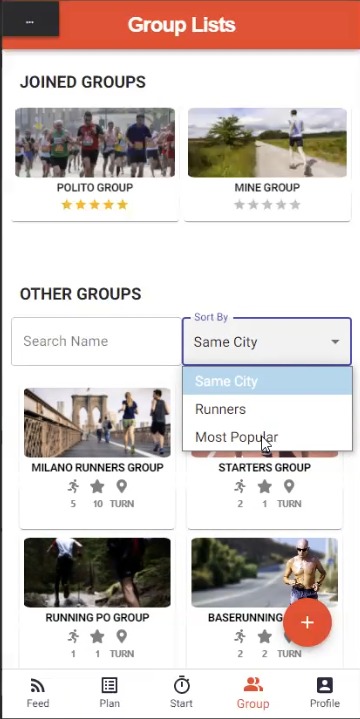 ...
Group Lists
JOINED GROUPS
POLITO GROUP
MINE GROUP
OTHER GROUPS
Search Name
Sort By
Same City
Same City
Runners
Most Popular
MILANO RUNNERS GROUP
STARTERS GROUP
5 10 TURN
2 1 TURN
RUNNING PO GROUP
BASERUNNING
1 1 TURN
2 2 TURN
+
Feed Plan Start Group Profile